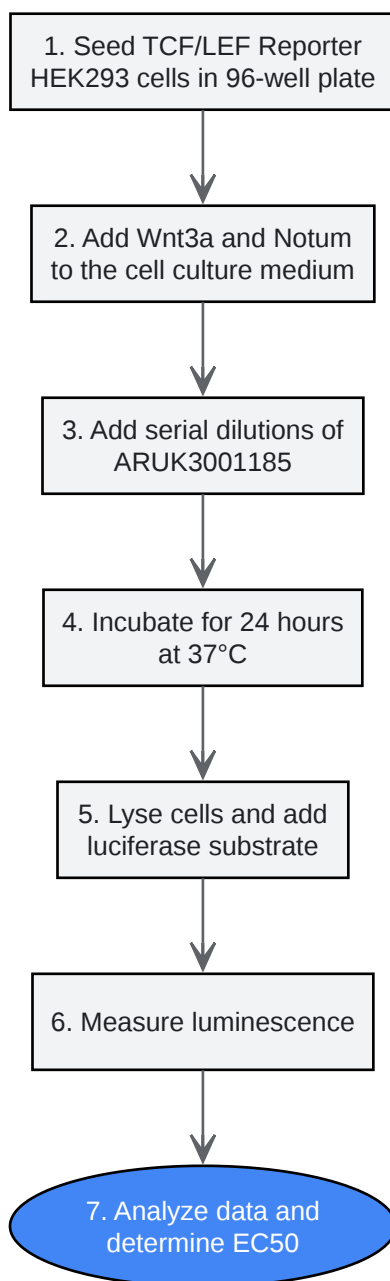 1. Seed TCF/LEF Reporter
HEK293 cells in 96-well plate
2. Add Wnt3a and Notum
to the cell culture medium
3. Add serial dilutions of
ARUK3001185
4. Incubate for 24 hours
at 37°C
5. Lyse cells and add
luciferase substrate
6. Measure luminescence
7. Analyze data and
determine EC50